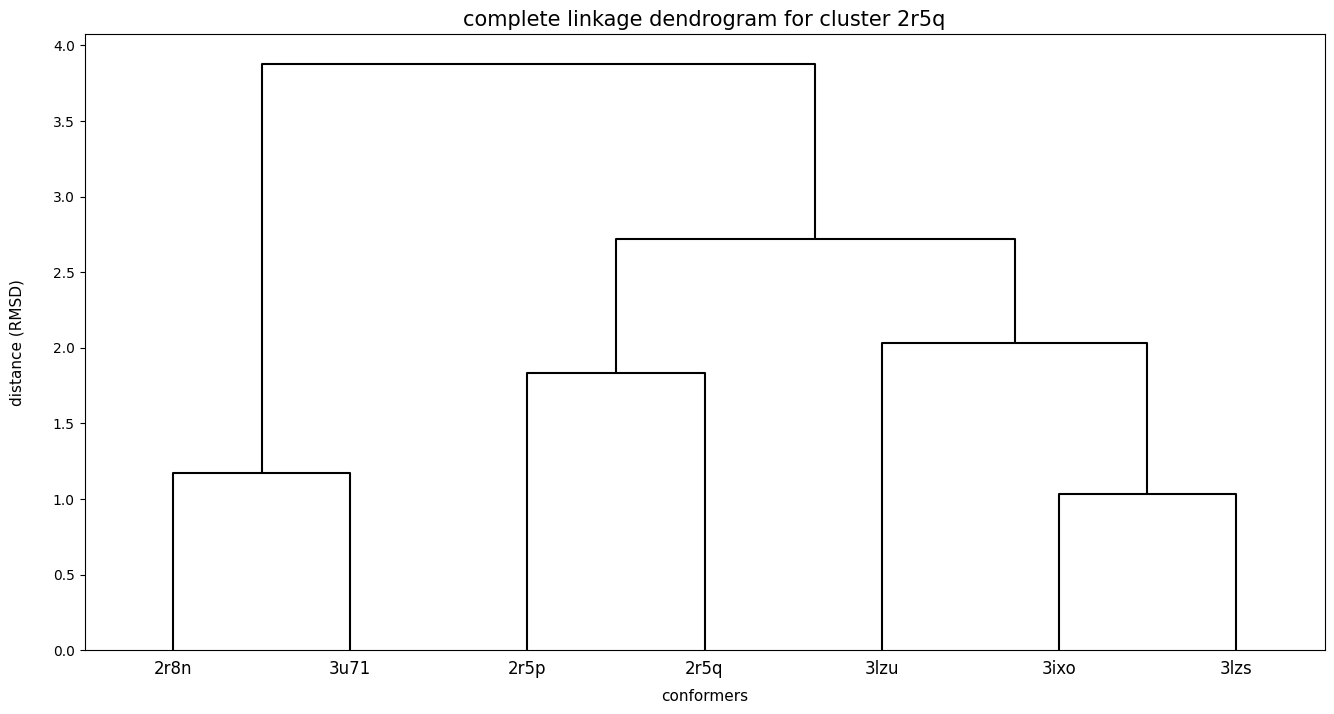 complete linkage dendrogram for cluster 2r5q
4.0
3.5
3.0
2.5
2.0
1.5
1.0
0.5
0.0
distance (RMSD)
2r8n 3u71 2r5p 2r5q 3lzu 3ixo 3lzs
conformers